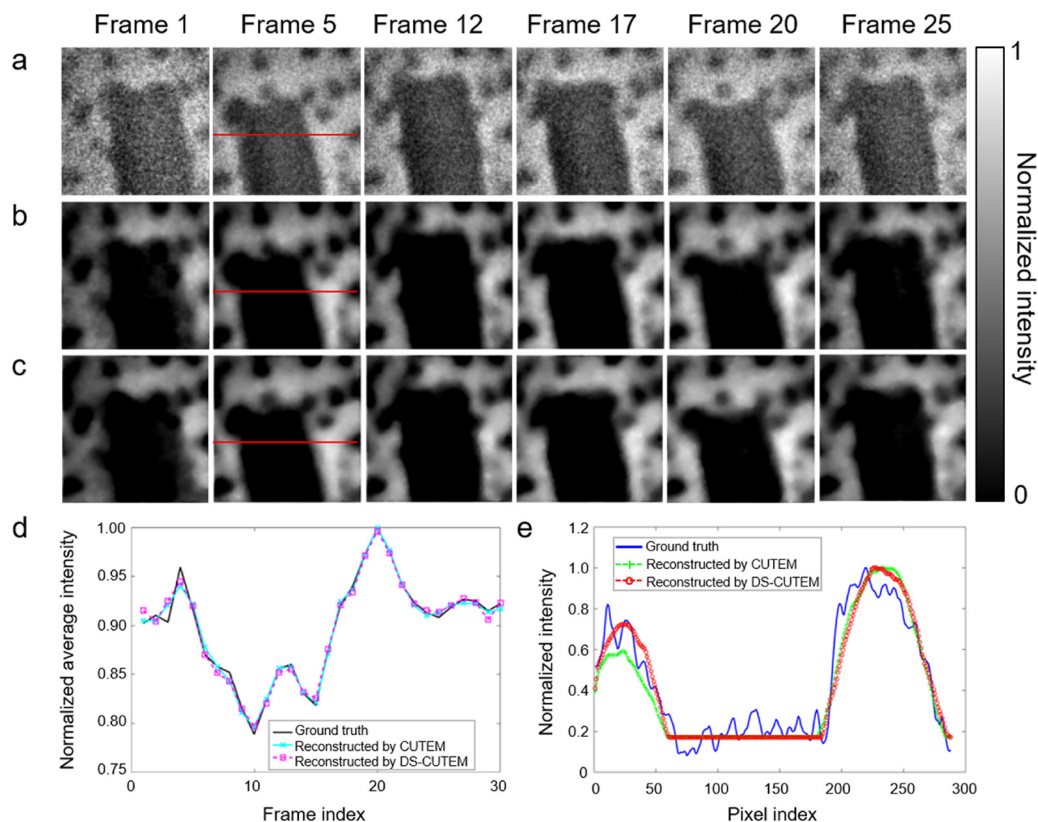 Frame 1 Frame 5 Frame 12 Frame 17 Frame 20 Frame 25
a
b
c
1
Normalized intensity
0
d
Normalized average intensity
1.00
0.95
0.90
0.85
0.80
0.75
0 10 20 30
Frame index
Ground truth
Reconstructed by CUTEM
Reconstructed by DS-CUTEM
e
Normalized intensity
1.2
1.0
0.8
0.6
0.4
0.2
0
0 50 100 150 200 250 300
Pixel index
Ground truth
Reconstructed by CUTEM
Reconstructed by DS-CUTEM